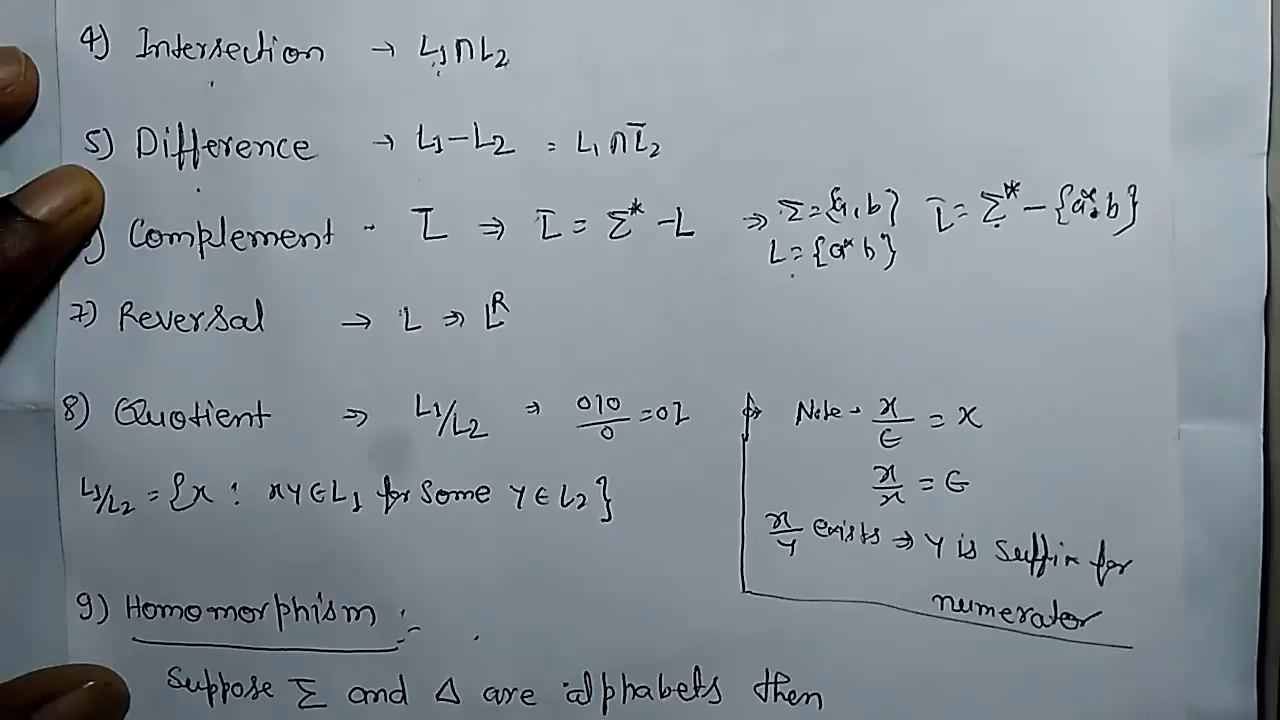 4) Intersection → L₁∩L₂
5) Difference → L₁-L₂ = L₁∩L̅₂
) Complement - L̅ ⇒ L̅ = Σ* - L ⇒ Σ={a,b} L̅ = Σ* - {a*b}
L={a*b}
7) Reversal → L ⇒ Lᴿ
8) Quotient ⇒ L₁/L₂ ⇒ 010/0 = 01
L₁/L₂ = {x : xy∈L₁ for some y∈L₂}
Note → x/ϵ = x
x/x = ϵ
x/y exists ⇒ y is suffix for
numerator
9) Homomorphism :-
Suppose Σ and Δ are alphabets then